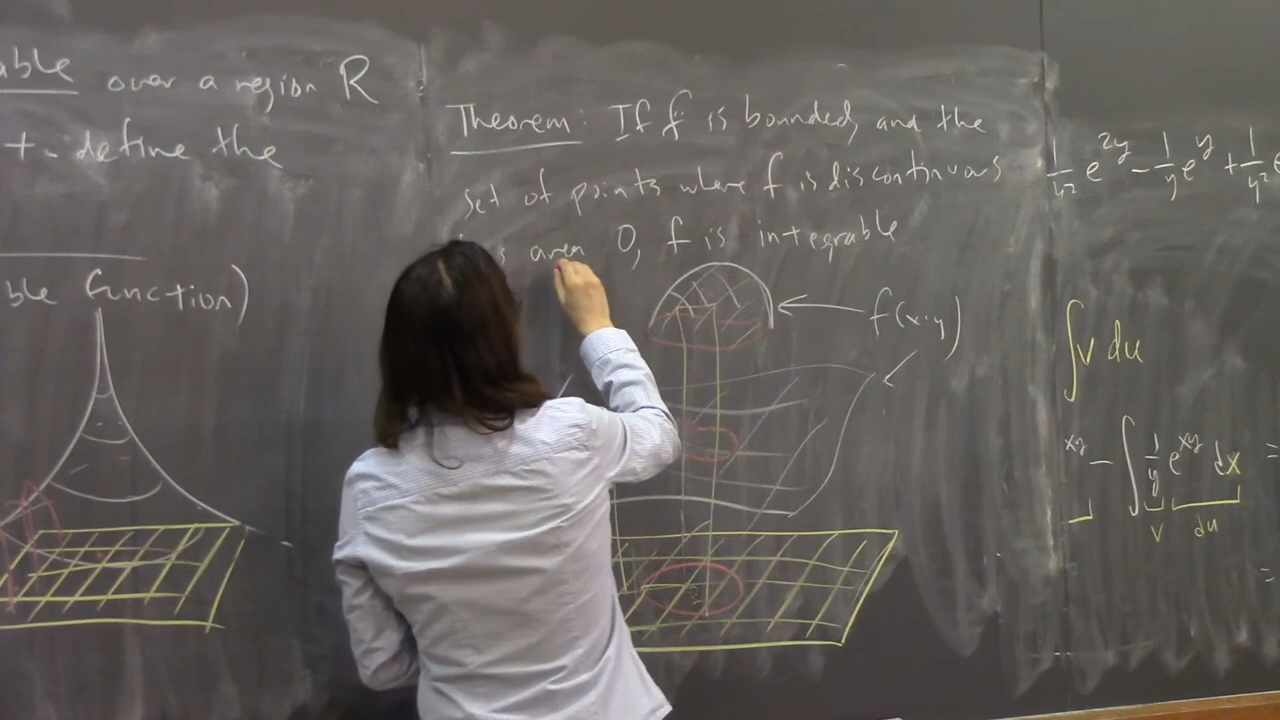 able over a region R
define the
ble function)
Theorem: If f is bounded, and the
set of points where f is discontinuous
area 0, f is integrable
f(x,y)
1/y² e^2y - 1/y e^y + 1/y²
∫ v du
xy - ∫ 1/y e^xy dx =
v du
=